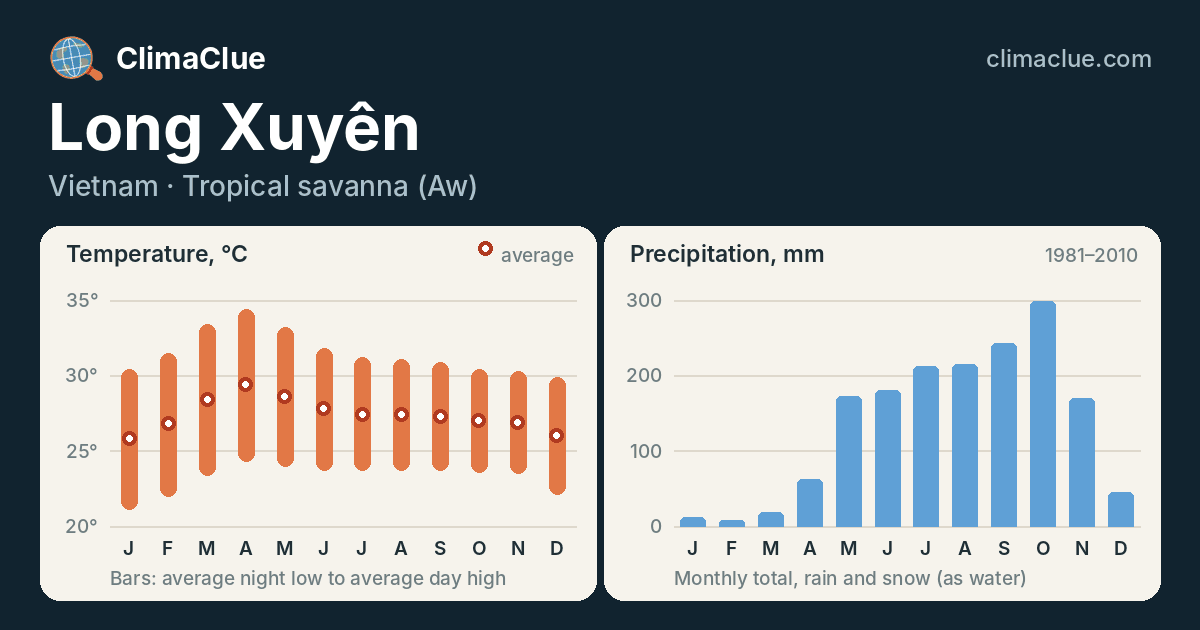 ClimaClue
climaclue.com
Long Xuyên
Vietnam · Tropical savanna (Aw)
Temperature, °C
average
35°
30°
25°
20°
J F M A M J J A S O N D
Bars: average night low to average day high
Precipitation, mm
1981–2010
300
200
100
0
J F M A M J J A S O N D
Monthly total, rain and snow (as water)